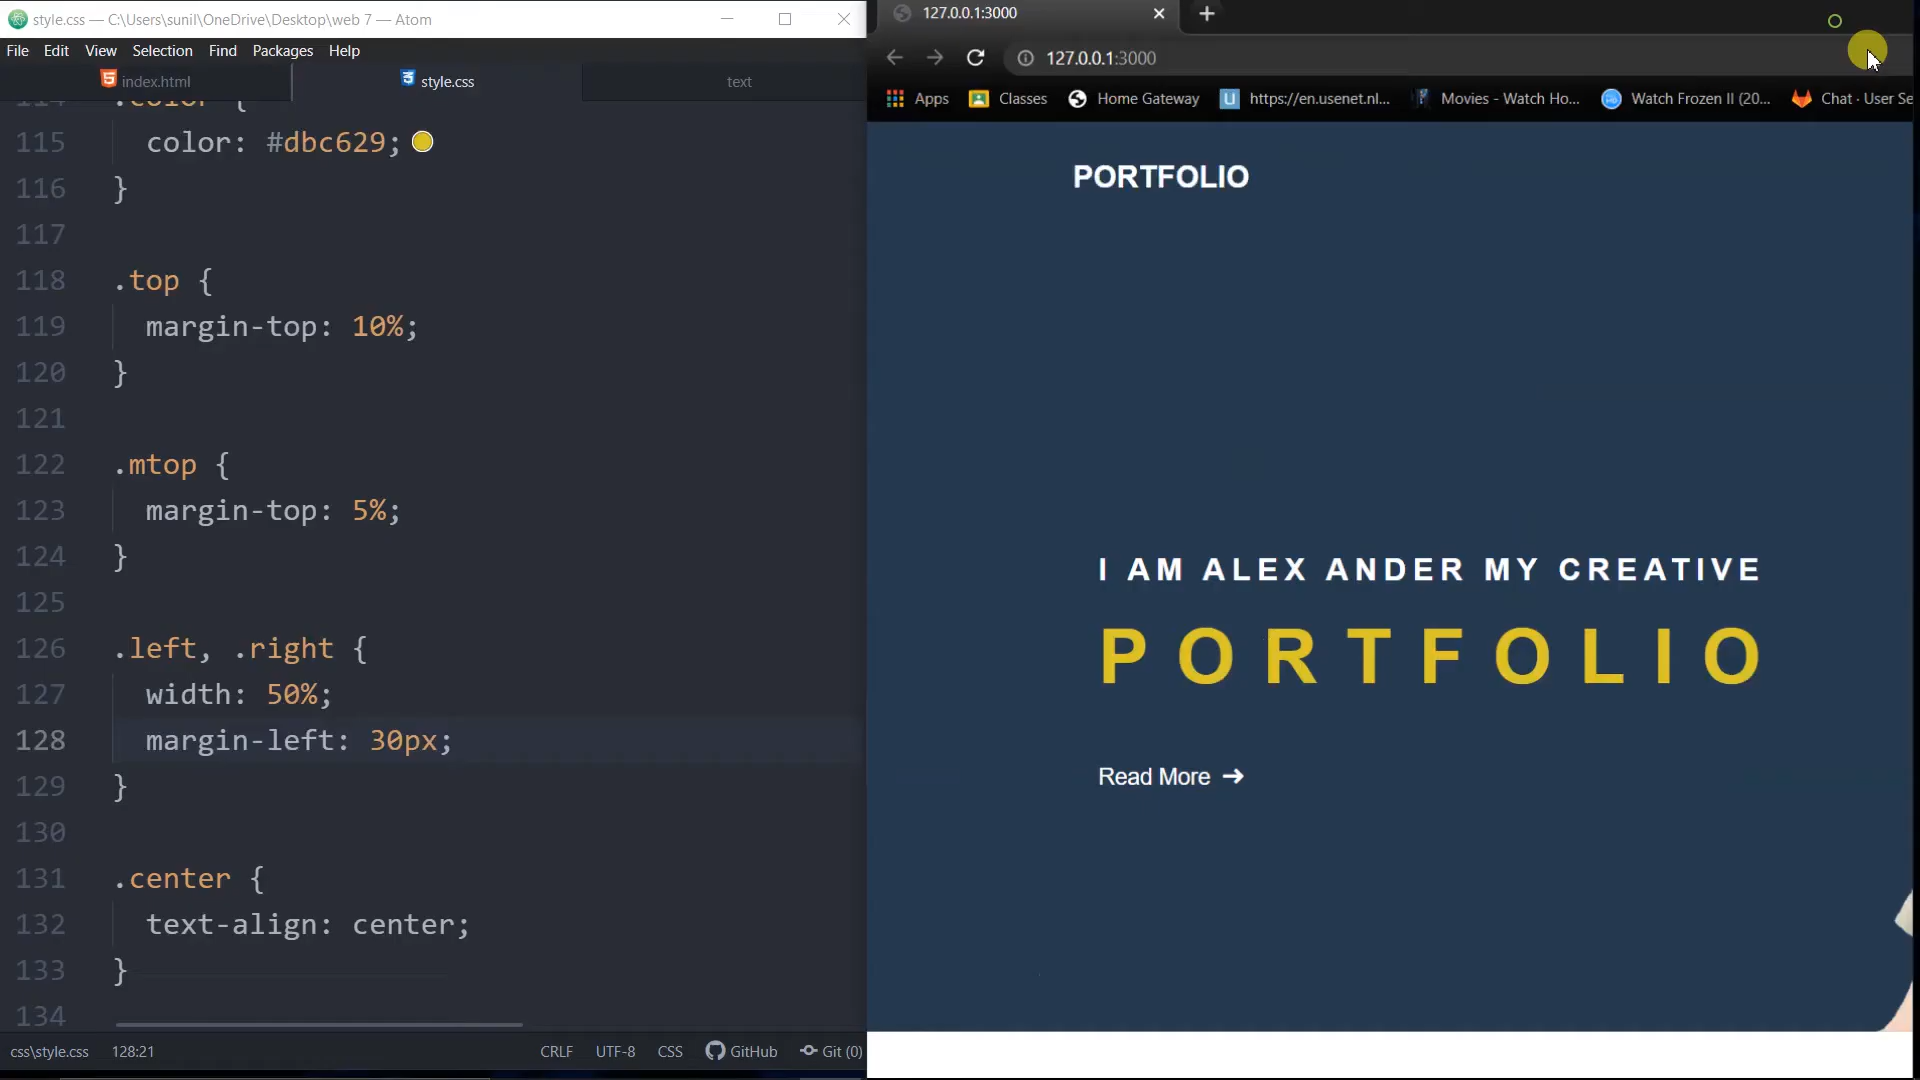 style.css — C:\Users\sunil\OneDrive\Desktop\web 7 — Atom
File Edit View Selection Find Packages Help
index.html
style.css
text
114 .color {
115 color: #dbc629;
116 }
117
118 .top {
119 margin-top: 10%;
120 }
121
122 .mtop {
123 margin-top: 5%;
124 }
125
126 .left, .right {
127 width: 50%;
128 margin-left: 30px;
129 }
130
131 .center {
132 text-align: center;
133 }
134
css\style.css 128:21 CRLF UTF-8 CSS GitHub Git (0)
127.0.0.1:3000
127.0.0.1:3000
Apps Classes Home Gateway https://en.usenet.nl... Movies - Watch Ho... Watch Frozen II (20... Chat · User Se
PORTFOLIO
I AM ALEX ANDER MY CREATIVE
PORTFOLIO
Read More →